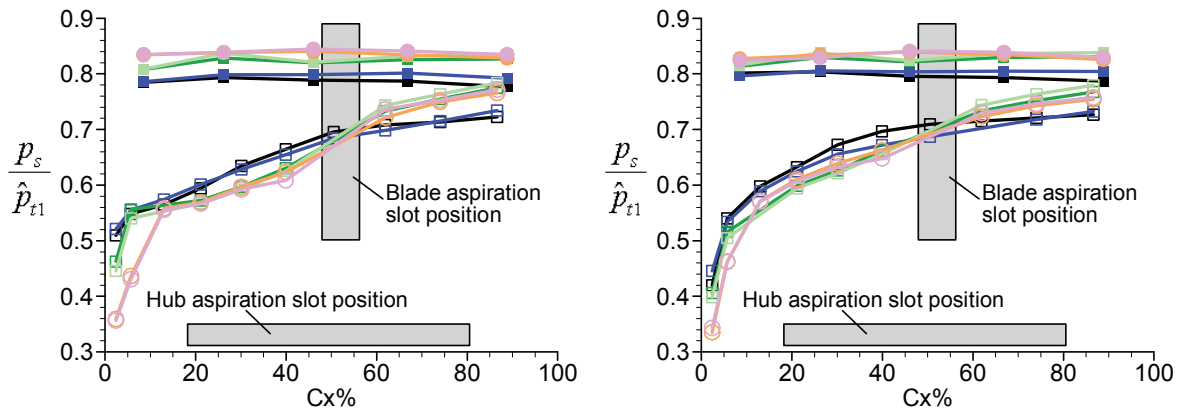 0.9
0.8
0.7
0.6
0.5
0.4
0.3
p_s
p̂_t1
Blade aspiration
slot position
Hub aspiration slot position
0 20 40 60 80 100
Cx%
0.9
0.8
0.7
0.6
0.5
0.4
0.3
p_s
p̂_t1
Blade aspiration
slot position
Hub aspiration slot position
0 20 40 60 80 100
Cx%